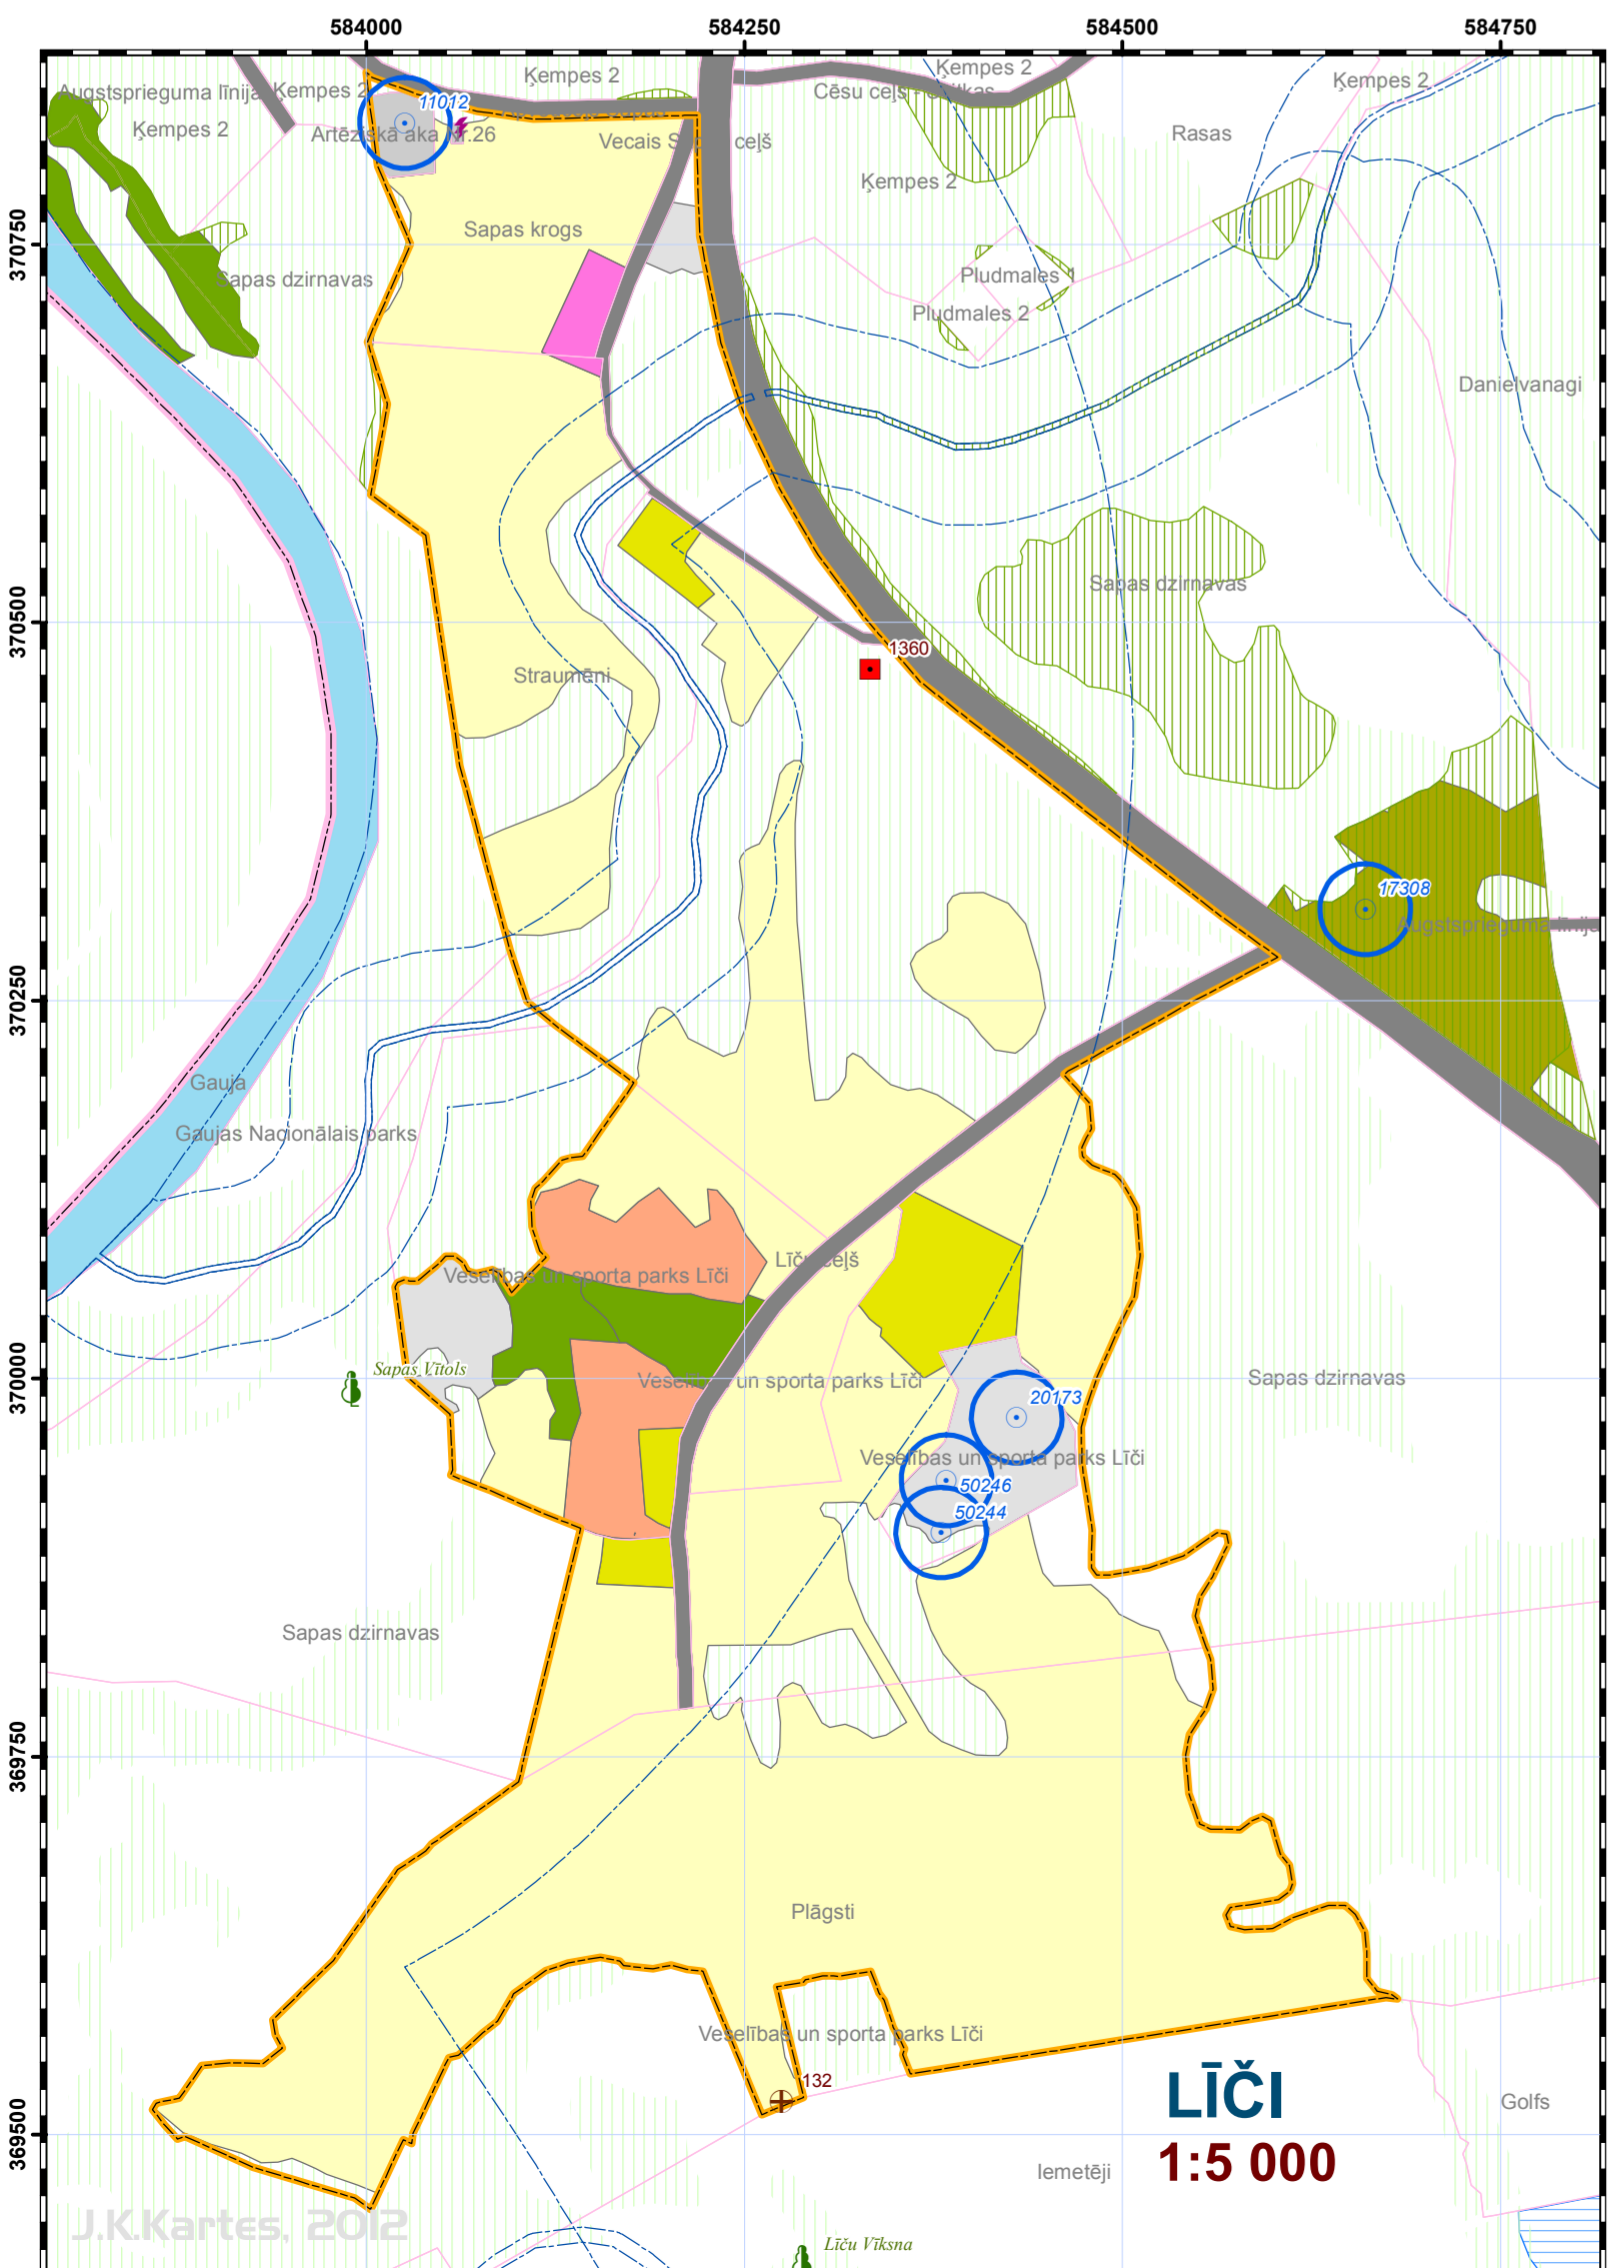 584000
584250
584500
584750
Ķempes 2
Ķempes 2
Augstsprieguma līnija
Ķempes 2
Ķempes 2
Cēsu ceļš -
11012
Ķempes 2
Artēziskā aka Nr.26
Vecais S ceļš
Rasas
Ķempes 2
Sapas krogs
370750
Sapas dzirnavas
Pludmales 1
Pludmales 2
Danielvanagi
Sapas dzirnavas
370500
1360
Straumēni
17308
Augstsprieguma līnija
370250
Gauja
Gaujas Nacionālais parks
Līču ceļš
Veselības un sporta parks Līči
Sapas Vītols
370000
Veselības un sporta parks Līči
Sapas dzirnavas
20173
Veselības un sporta parks Līči
50246
50244
Sapas dzirnavas
369750
Plāgsti
Veselības un sporta parks Līči
132
LĪČI
Golfs
369500
1:5 000
Iemetēji
J.K.Kartes, 2012
Līču Vīksna